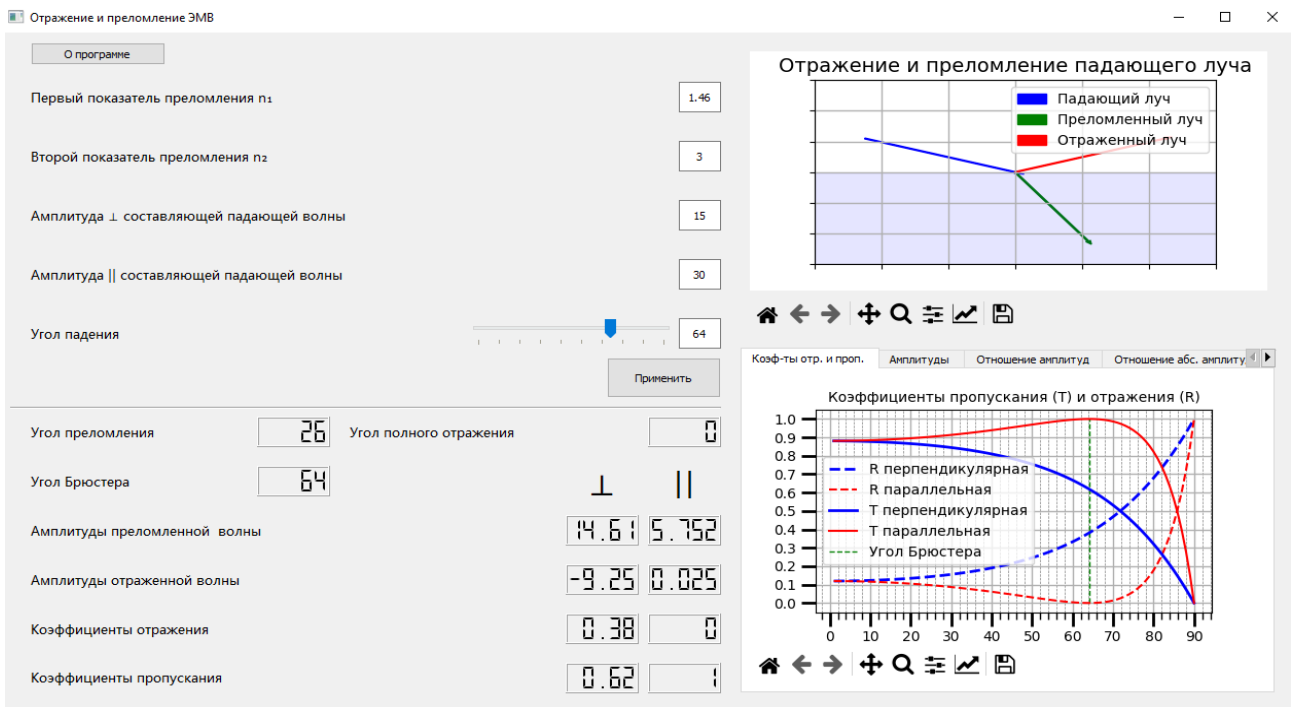 Отражение и преломление ЭМВ
О программе
Первый показатель преломления n₁
1.46
Второй показатель преломления n₂
3
Амплитуда ⊥ составляющей падающей волны
15
Амплитуда || составляющей падающей волны
30
Угол падения
64
Применить
Угол преломления
26
Угол полного отражения
0
Угол Брюстера
64
⊥ ||
Амплитуды преломленной волны
14.61 5.752
Амплитуды отраженной волны
-9.25 0.025
Коэффициенты отражения
0.38 0
Коэффициенты пропускания
0.62 1
Отражение и преломление падающего луча
Падающий луч
Преломленный луч
Отраженный луч
Коэф-ты отр. и проп. Амплитуды Отношение амплитуд Отношение абс. амплиту
Коэффициенты пропускания (T) и отражения (R)
1.0
0.9
0.8
0.7
0.6
0.5
0.4
0.3
0.2
0.1
0.0
R перпендикулярная
R параллельная
T перпендикулярная
T параллельная
Угол Брюстера
0 10 20 30 40 50 60 70 80 90